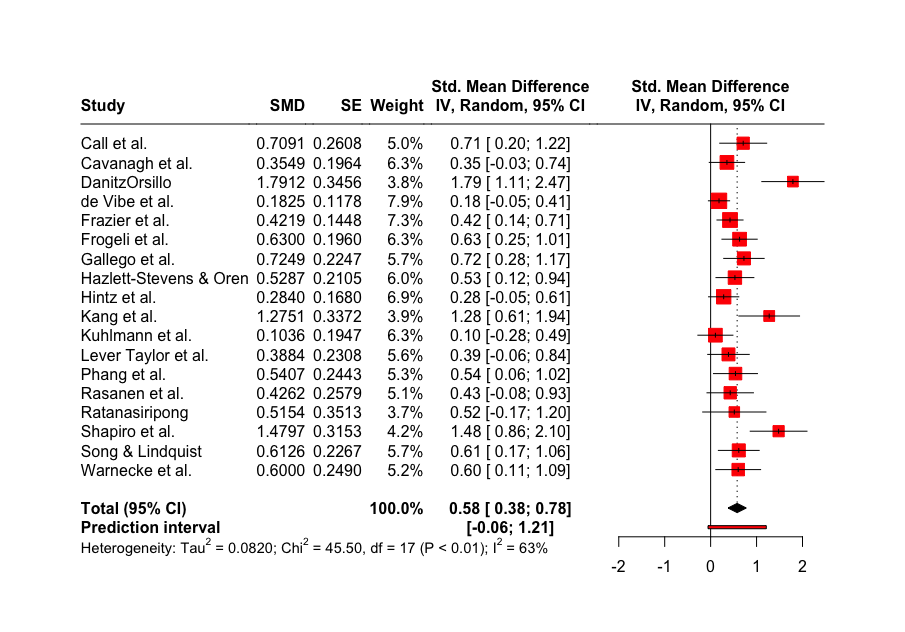 Std. Mean Difference Std. Mean Difference
Study SMD SE Weight IV, Random, 95% CI IV, Random, 95% CI
Call et al. 0.7091 0.2608 5.0% 0.71 [ 0.20; 1.22]
Cavanagh et al. 0.3549 0.1964 6.3% 0.35 [-0.03; 0.74]
DanitzOrsillo 1.7912 0.3456 3.8% 1.79 [ 1.11; 2.47]
de Vibe et al. 0.1825 0.1178 7.9% 0.18 [-0.05; 0.41]
Frazier et al. 0.4219 0.1448 7.3% 0.42 [ 0.14; 0.71]
Frogeli et al. 0.6300 0.1960 6.3% 0.63 [ 0.25; 1.01]
Gallego et al. 0.7249 0.2247 5.7% 0.72 [ 0.28; 1.17]
Hazlett-Stevens & Oren 0.5287 0.2105 6.0% 0.53 [ 0.12; 0.94]
Hintz et al. 0.2840 0.1680 6.9% 0.28 [-0.05; 0.61]
Kang et al. 1.2751 0.3372 3.9% 1.28 [ 0.61; 1.94]
Kuhlmann et al. 0.1036 0.1947 6.3% 0.10 [-0.28; 0.49]
Lever Taylor et al. 0.3884 0.2308 5.6% 0.39 [-0.06; 0.84]
Phang et al. 0.5407 0.2443 5.3% 0.54 [ 0.06; 1.02]
Rasanen et al. 0.4262 0.2579 5.1% 0.43 [-0.08; 0.93]
Ratanasiripong 0.5154 0.3513 3.7% 0.52 [-0.17; 1.20]
Shapiro et al. 1.4797 0.3153 4.2% 1.48 [ 0.86; 2.10]
Song & Lindquist 0.6126 0.2267 5.7% 0.61 [ 0.17; 1.06]
Warnecke et al. 0.6000 0.2490 5.2% 0.60 [ 0.11; 1.09]
Total (95% CI) 100.0% 0.58 [ 0.38; 0.78]
Prediction interval [-0.06; 1.21]
Heterogeneity: Tau² = 0.0820; Chi² = 45.50, df = 17 (P < 0.01); I² = 63%
-2 -1 0 1 2